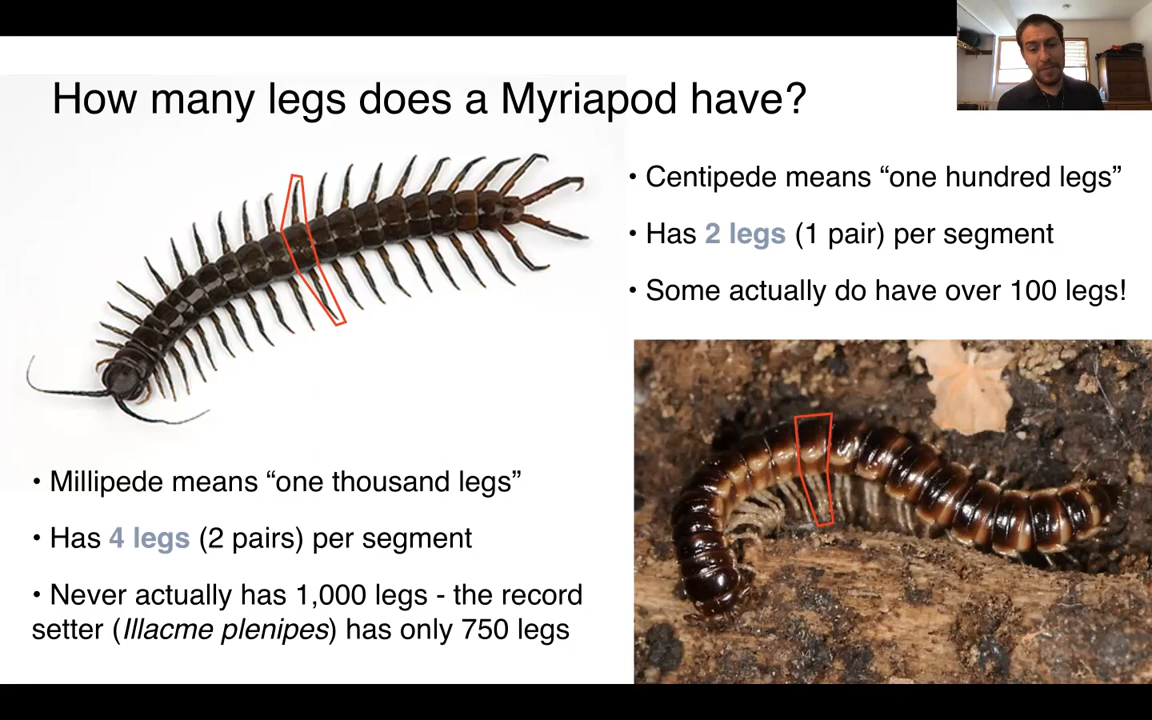 How many legs does a Myriapod have?
• Centipede means “one hundred legs”
• Has 2 legs (1 pair) per segment
• Some actually do have over 100 legs!
• Millipede means “one thousand legs”
• Has 4 legs (2 pairs) per segment
• Never actually has 1,000 legs - the record
setter (Illacme plenipes) has only 750 legs